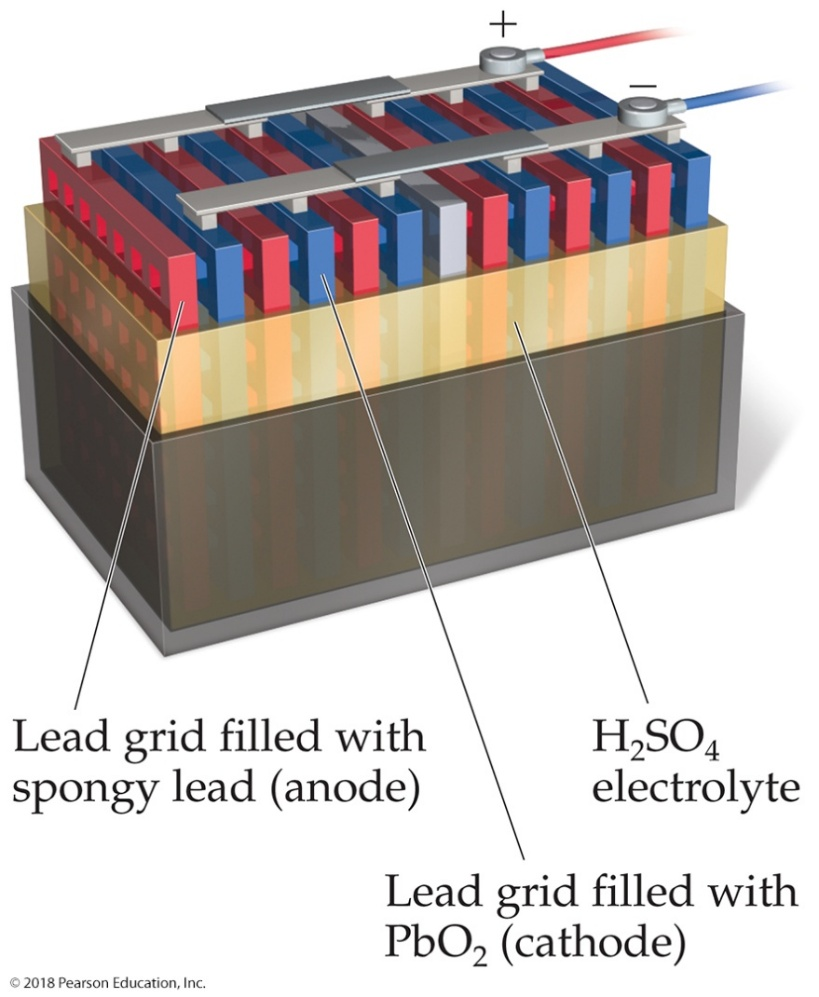 +
−
Lead grid filled with
spongy lead (anode)
H₂SO₄
electrolyte
Lead grid filled with
PbO₂ (cathode)
© 2018 Pearson Education, Inc.